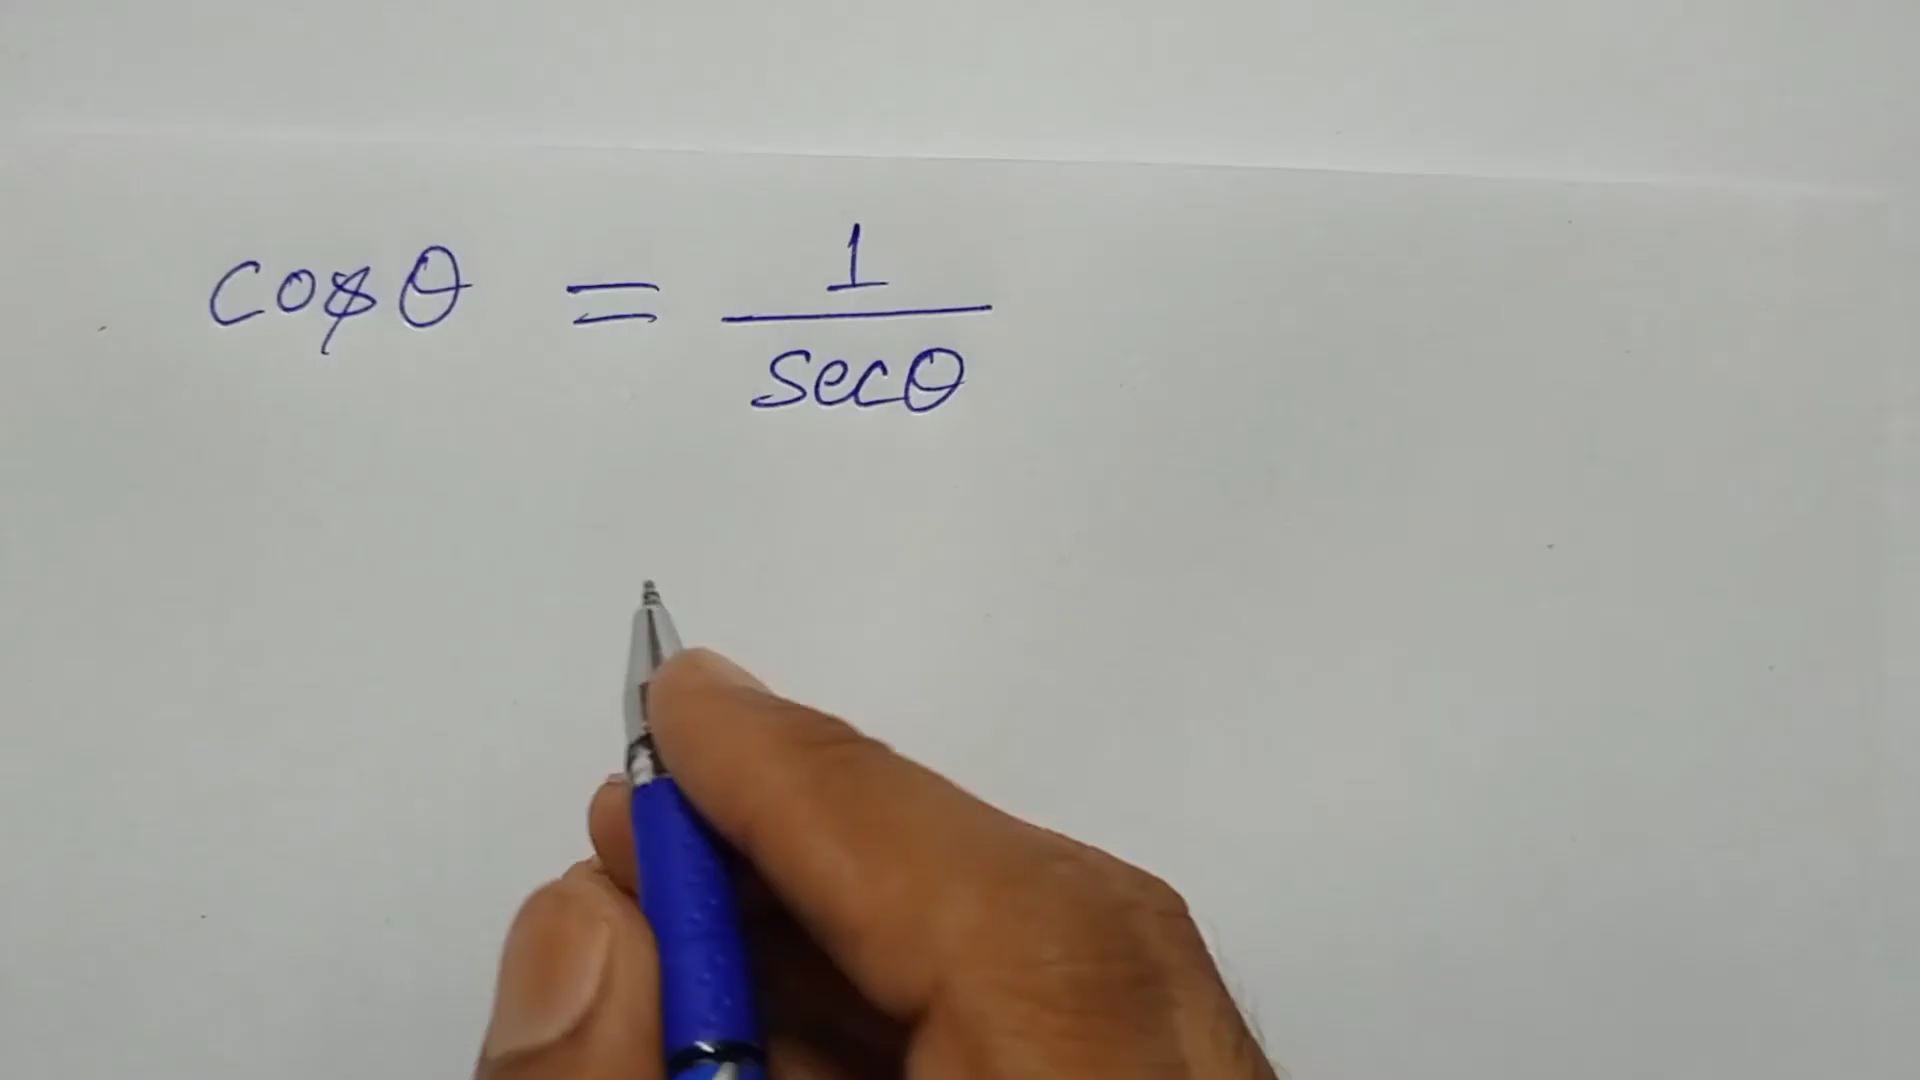 cosθ = 1/secθ